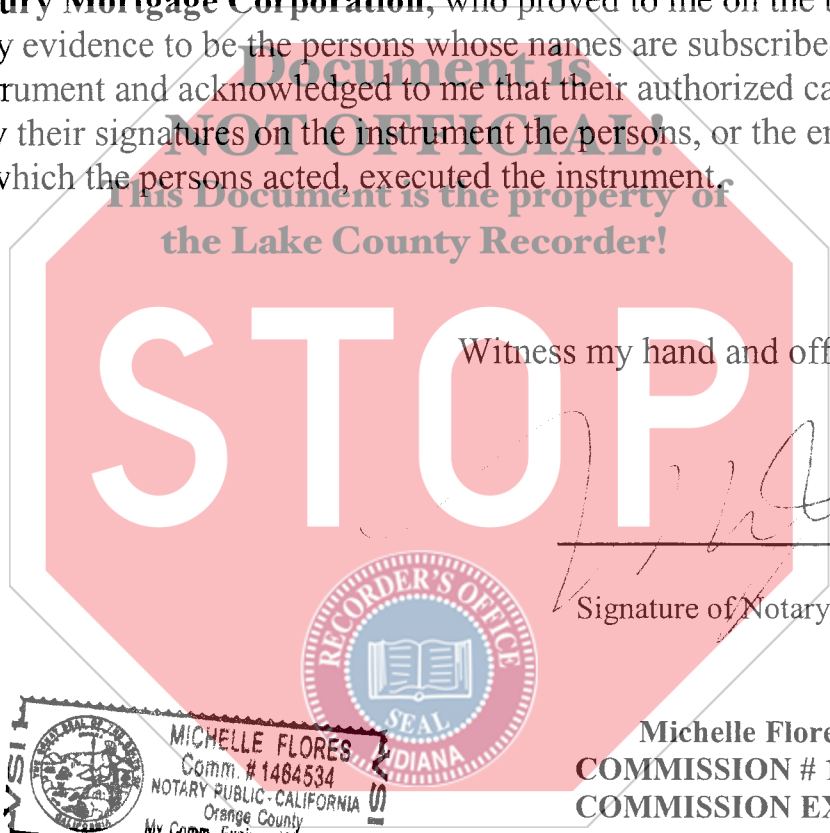 ury Mortgage Corporation, who proved to me on the
y evidence to be the persons whose names are subscribe
Document is
rument and acknowledged to me that their authorized ca
NOT OFFICIAL!
y their signatures on the instrument the persons, or the en
which the persons acted, executed the instrument.
This Document is the property of
the Lake County Recorder!
STOP
Witness my hand and off
Signature of Notary
RECORDER'S OFFICE
SEAL
INDIANA
MICHELLE FLORES
Comm. # 1464534
NOTARY PUBLIC - CALIFORNIA
Orange County
My Comm.
Michelle Flore
COMMISSION # 1
COMMISSION EX